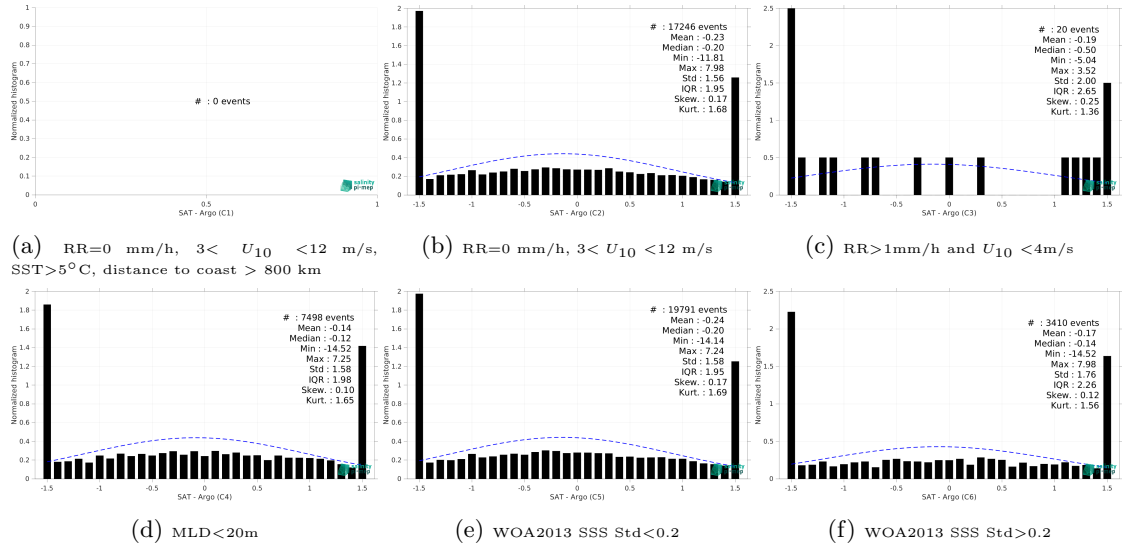 1
0.9
0.8
0.7
0.6
0.5
0.4
0.3
0.2
0.1
0
Normalized histogram
# : 0 events
salinity
pi-mep
0 0.5 1
SAT - Argo (C1)
(a) RR=0 mm/h, 3< U10 <12 m/s,
SST>5°C, distance to coast > 800 km
2
1.8
1.6
1.4
1.2
1
0.8
0.6
0.4
0.2
0
Normalized histogram
# : 17246 events
Mean : -0.23
Median : -0.20
Min : -11.81
Max : 7.98
Std : 1.56
IQR : 1.95
Skew. : 0.17
Kurt. : 1.68
salinity
pi-mep
-1.5 -1 -0.5 0 0.5 1 1.5
SAT - Argo (C2)
(b) RR=0 mm/h, 3< U10 <12 m/s
2.5
2
1.5
1
0.5
0
Normalized histogram
# : 20 events
Mean : -0.19
Median : -0.50
Min : -5.04
Max : 3.52
Std : 2.00
IQR : 2.65
Skew. : 0.25
Kurt. : 1.36
salinity
pi-mep
-1.5 -1 -0.5 0 0.5 1 1.5
SAT - Argo (C3)
(c) RR>1mm/h and U10 <4m/s
2
1.8
1.6
1.4
1.2
1
0.8
0.6
0.4
0.2
0
Normalized histogram
# : 7498 events
Mean : -0.14
Median : -0.12
Min : -14.52
Max : 7.25
Std : 1.58
IQR : 1.98
Skew. : 0.10
Kurt. : 1.65
salinity
pi-mep
-1.5 -1 -0.5 0 0.5 1 1.5
SAT - Argo (C4)
(d) MLD<20m
2
1.8
1.6
1.4
1.2
1
0.8
0.6
0.4
0.2
0
Normalized histogram
# : 19791 events
Mean : -0.24
Median : -0.20
Min : -14.14
Max : 7.24
Std : 1.58
IQR : 1.95
Skew. : 0.17
Kurt. : 1.69
salinity
pi-mep
-1.5 -1 -0.5 0 0.5 1 1.5
SAT - Argo (C5)
(e) WOA2013 SSS Std<0.2
2.5
2
1.5
1
0.5
0
Normalized histogram
# : 3410 events
Mean : -0.17
Median : -0.14
Min : -14.52
Max : 7.98
Std : 1.76
IQR : 2.26
Skew. : 0.12
Kurt. : 1.56
salinity
pi-mep
-1.5 -1 -0.5 0 0.5 1 1.5
SAT - Argo (C6)
(f) WOA2013 SSS Std>0.2